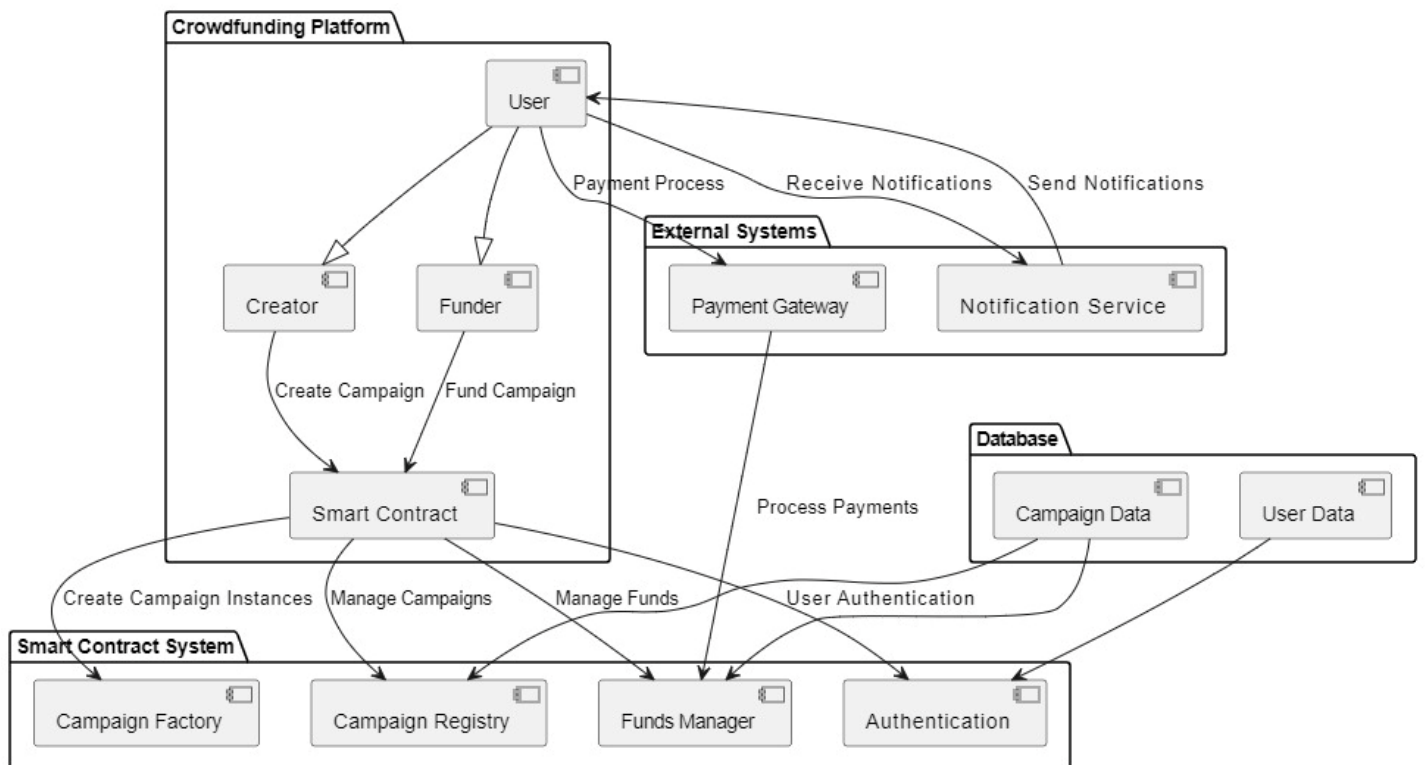 Crowdfunding Platform
User
Payment Process
Receive Notifications
Send Notifications
External Systems
Creator
Funder
Payment Gateway
Notification Service
Create Campaign
Fund Campaign
Database
Smart Contract
Process Payments
Campaign Data
User Data
Create Campaign Instances
Manage Campaigns
Manage Funds
User Authentication
Smart Contract System
Campaign Factory
Campaign Registry
Funds Manager
Authentication